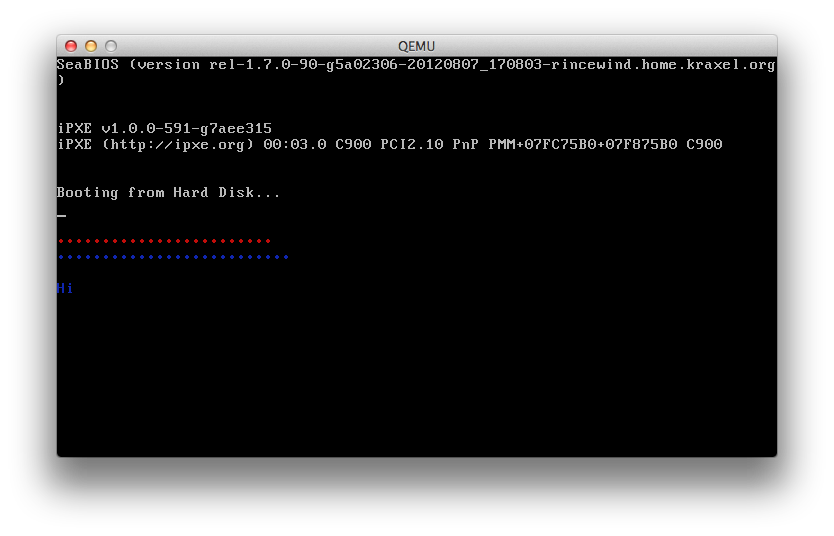 QEMU
SeaBIOS (version rel-1.7.0-90-g5a02306-20120807_170803-rincewind.home.kraxel.org
)
iPXE v1.0.0-591-g7aee315
iPXE (http://ipxe.org) 00:03.0 C900 PCI2.10 PnP PMM+07FC75B0+07F875B0 C900
Booting from Hard Disk...
Hi